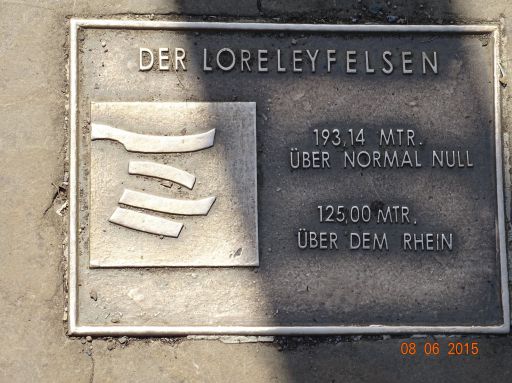 DER LORELEYFELSEN
193,14 MTR.
ÜBER NORMAL NULL
125,00 MTR.
ÜBER DEM RHEIN
08 06 2015